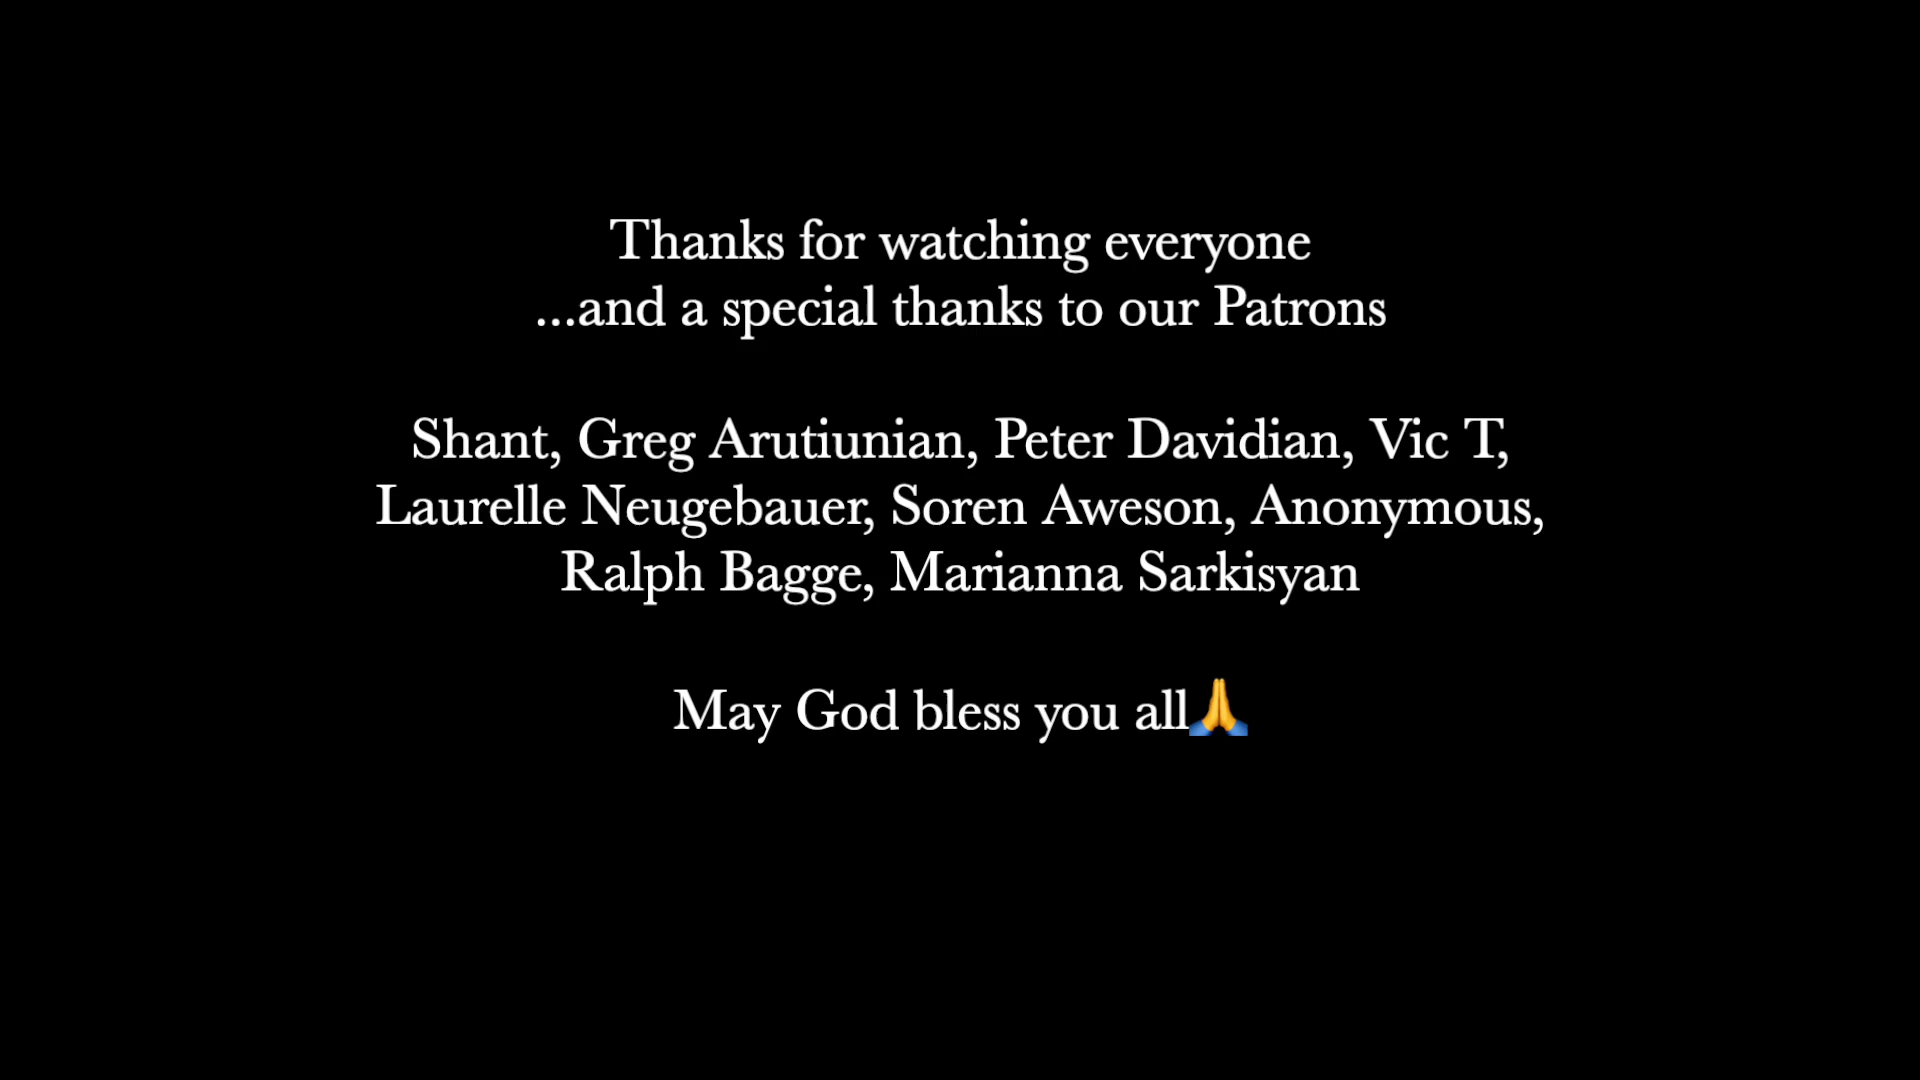 Thanks for watching everyone
...and a special thanks to our Patrons
Shant, Greg Arutiunian, Peter Davidian, Vic T,
Laurelle Neugebauer, Soren Aweson, Anonymous,
Ralph Bagge, Marianna Sarkisyan
May God bless you all🙏